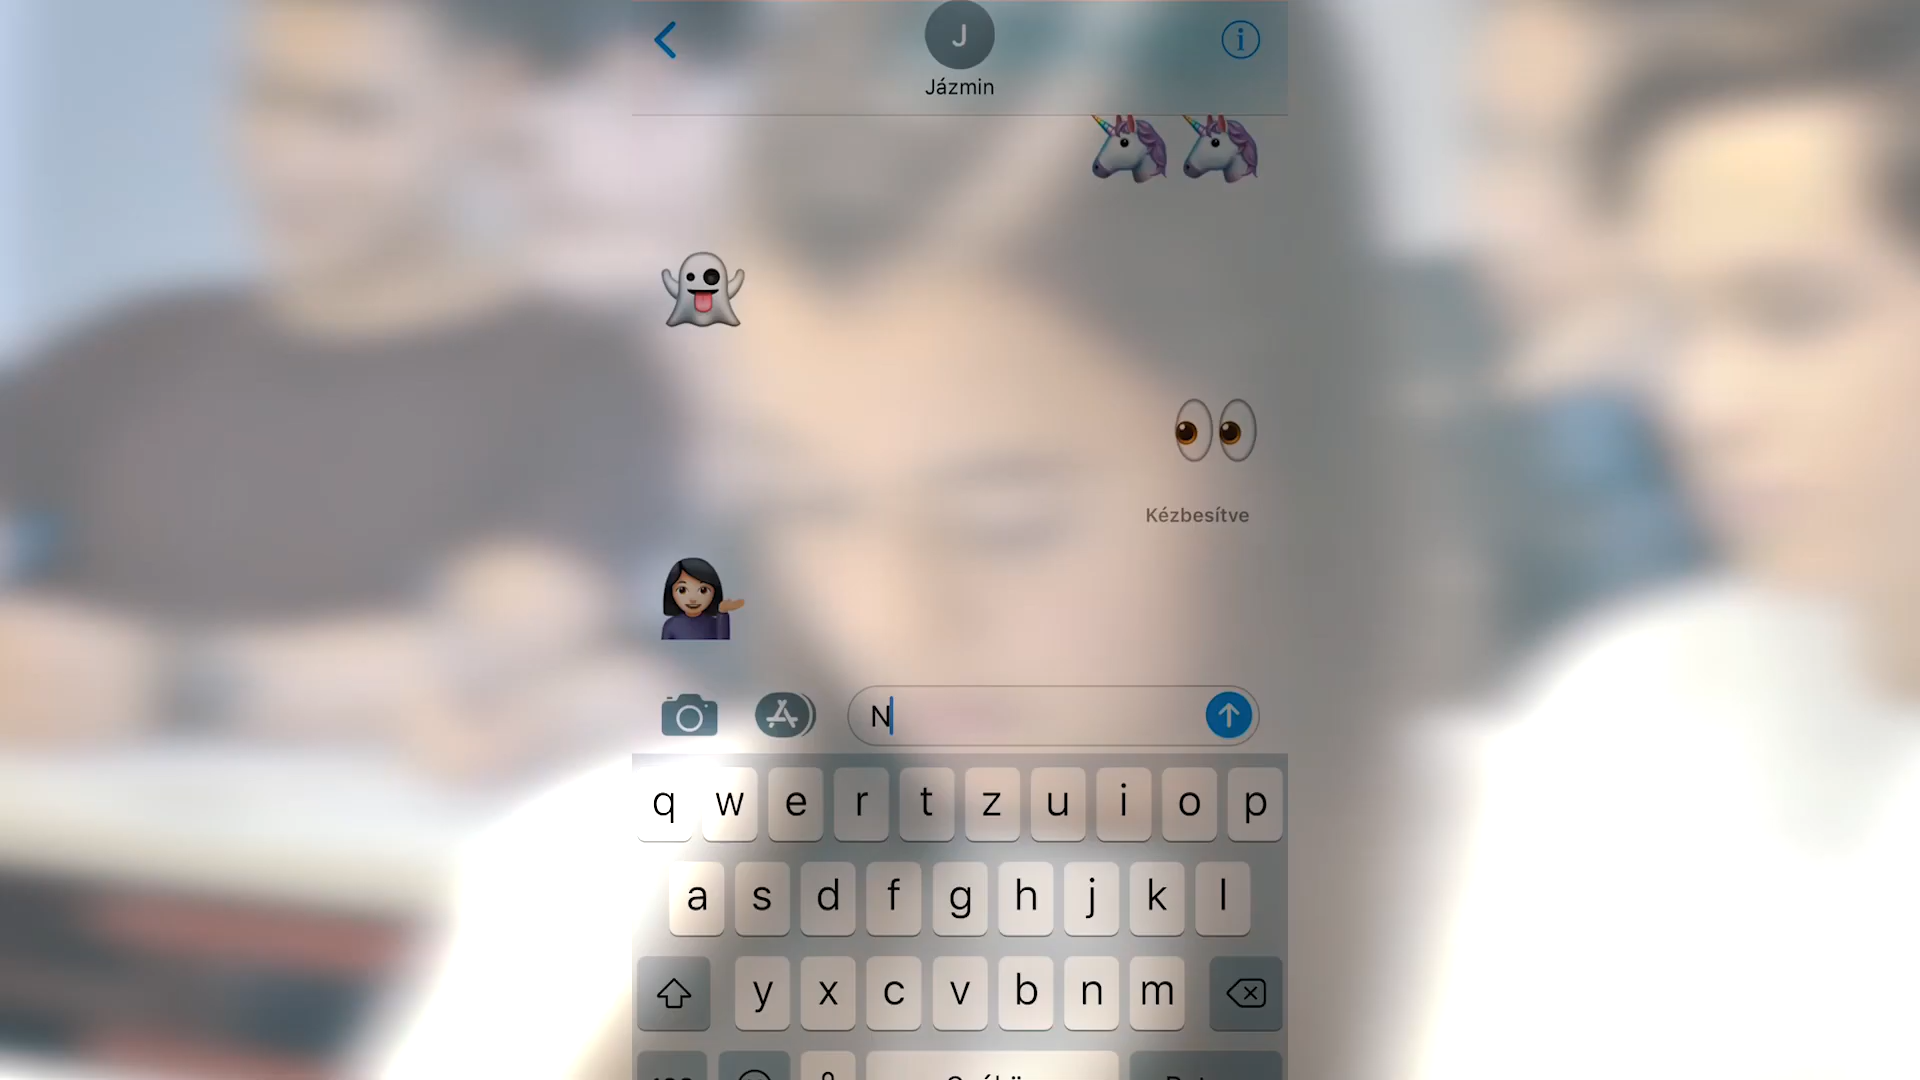 J
Jázmin
Kézbesítve
N
q w e r t z u i o p
a s d f g h j k l
y x c v b n m